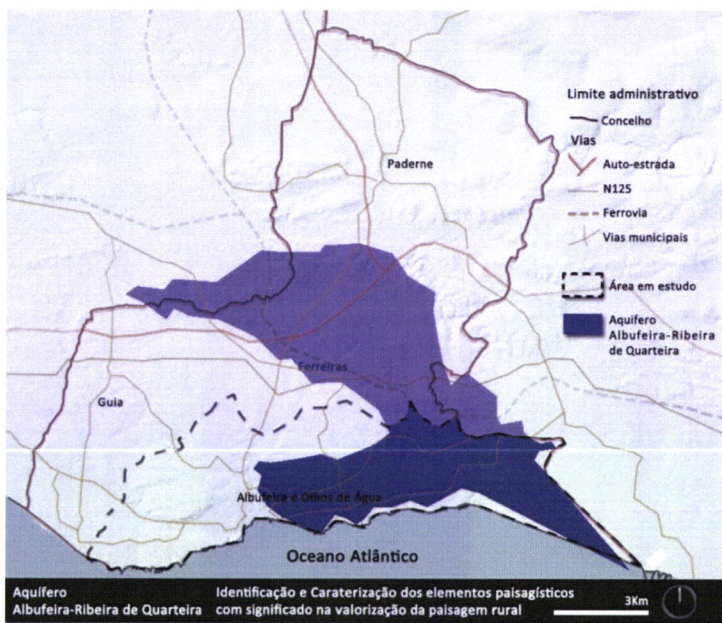 Limite administrativo
Concelho
Vias
Auto-estrada
N125
Ferrovia
Vias municipais
Área em estudo
Aquifero
Albufeira-Ribeira
de Quarteira
Paderne
Ferreiras
Guia
Albufeira e Olhos de Água
Oceano Atlântico
Aquífero
Albufeira-Ribeira de Quarteira
Identificação e Caraterização dos elementos paisagísticos
com significado na valorização da paisagem rural
3Km